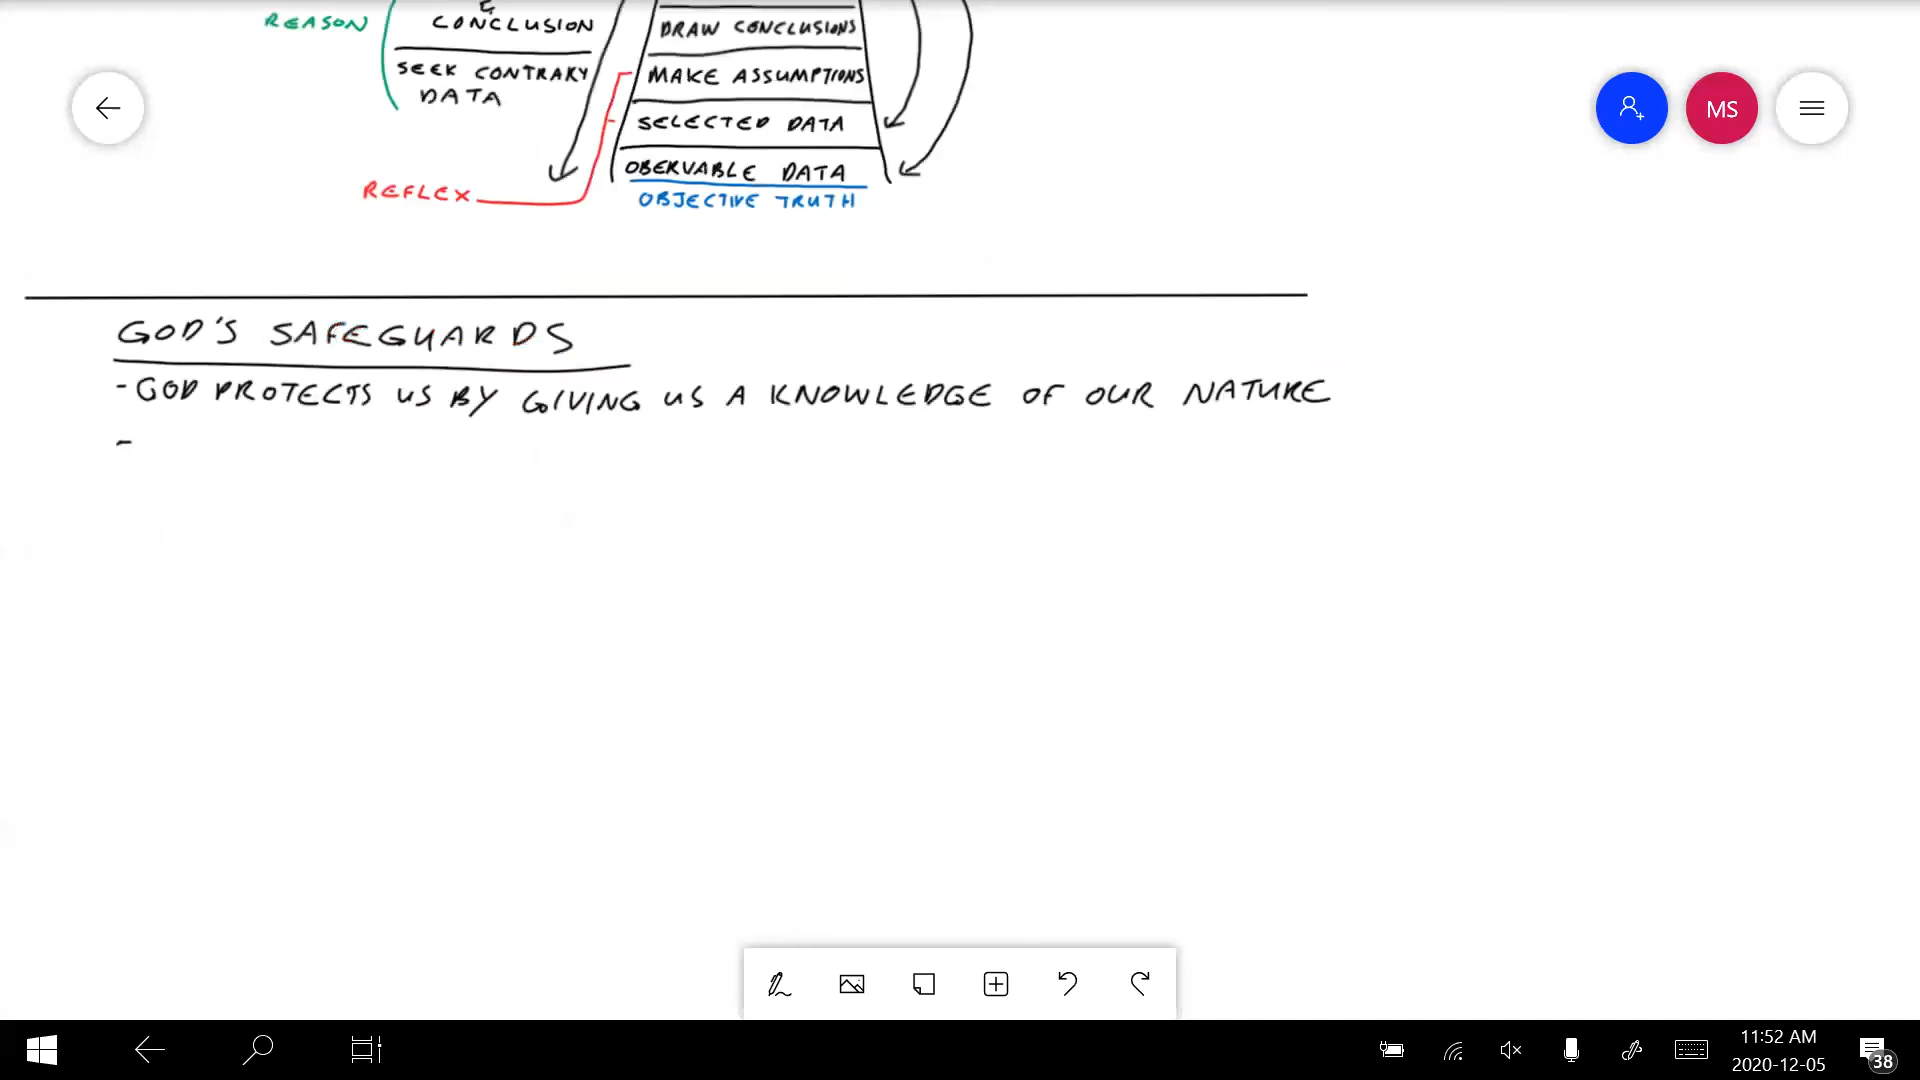 REASON
CONCLUSION
SEEK CONTRARY
DATA
DRAW CONCLUSIONS
MAKE ASSUMPTIONS
SELECTED DATA
OBERVABLE DATA
REFLEX
OBJECTIVE TRUTH
MS
GOD'S SAFEGUARDS
- GOD PROTECTS US BY GIVING US A KNOWLEDGE OF OUR NATURE
-
11:52 AM
2020-12-05
38